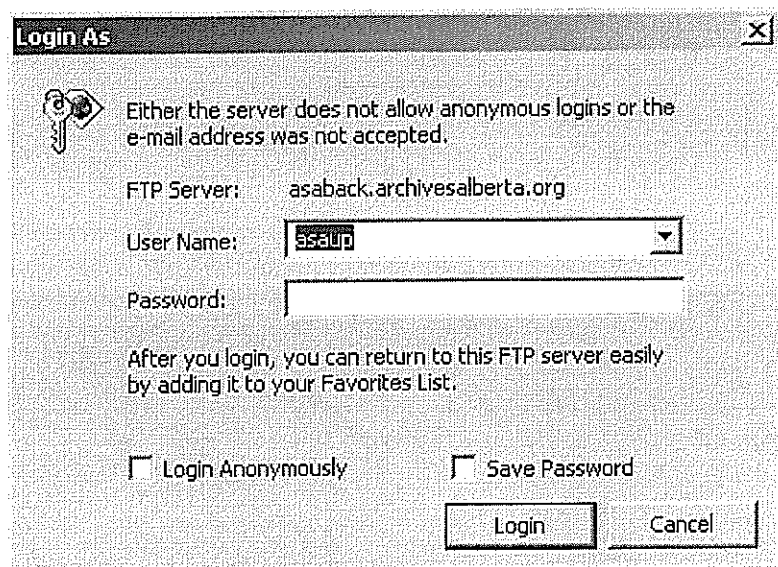 Login As
Either the server does not allow anonymous logins or the
e-mail address was not accepted.
FTP Server: asaback.archivesalberta.org
User Name: asaup
Password:
After you login, you can return to this FTP server easily
by adding it to your Favorites List.
Login Anonymously Save Password
Login Cancel